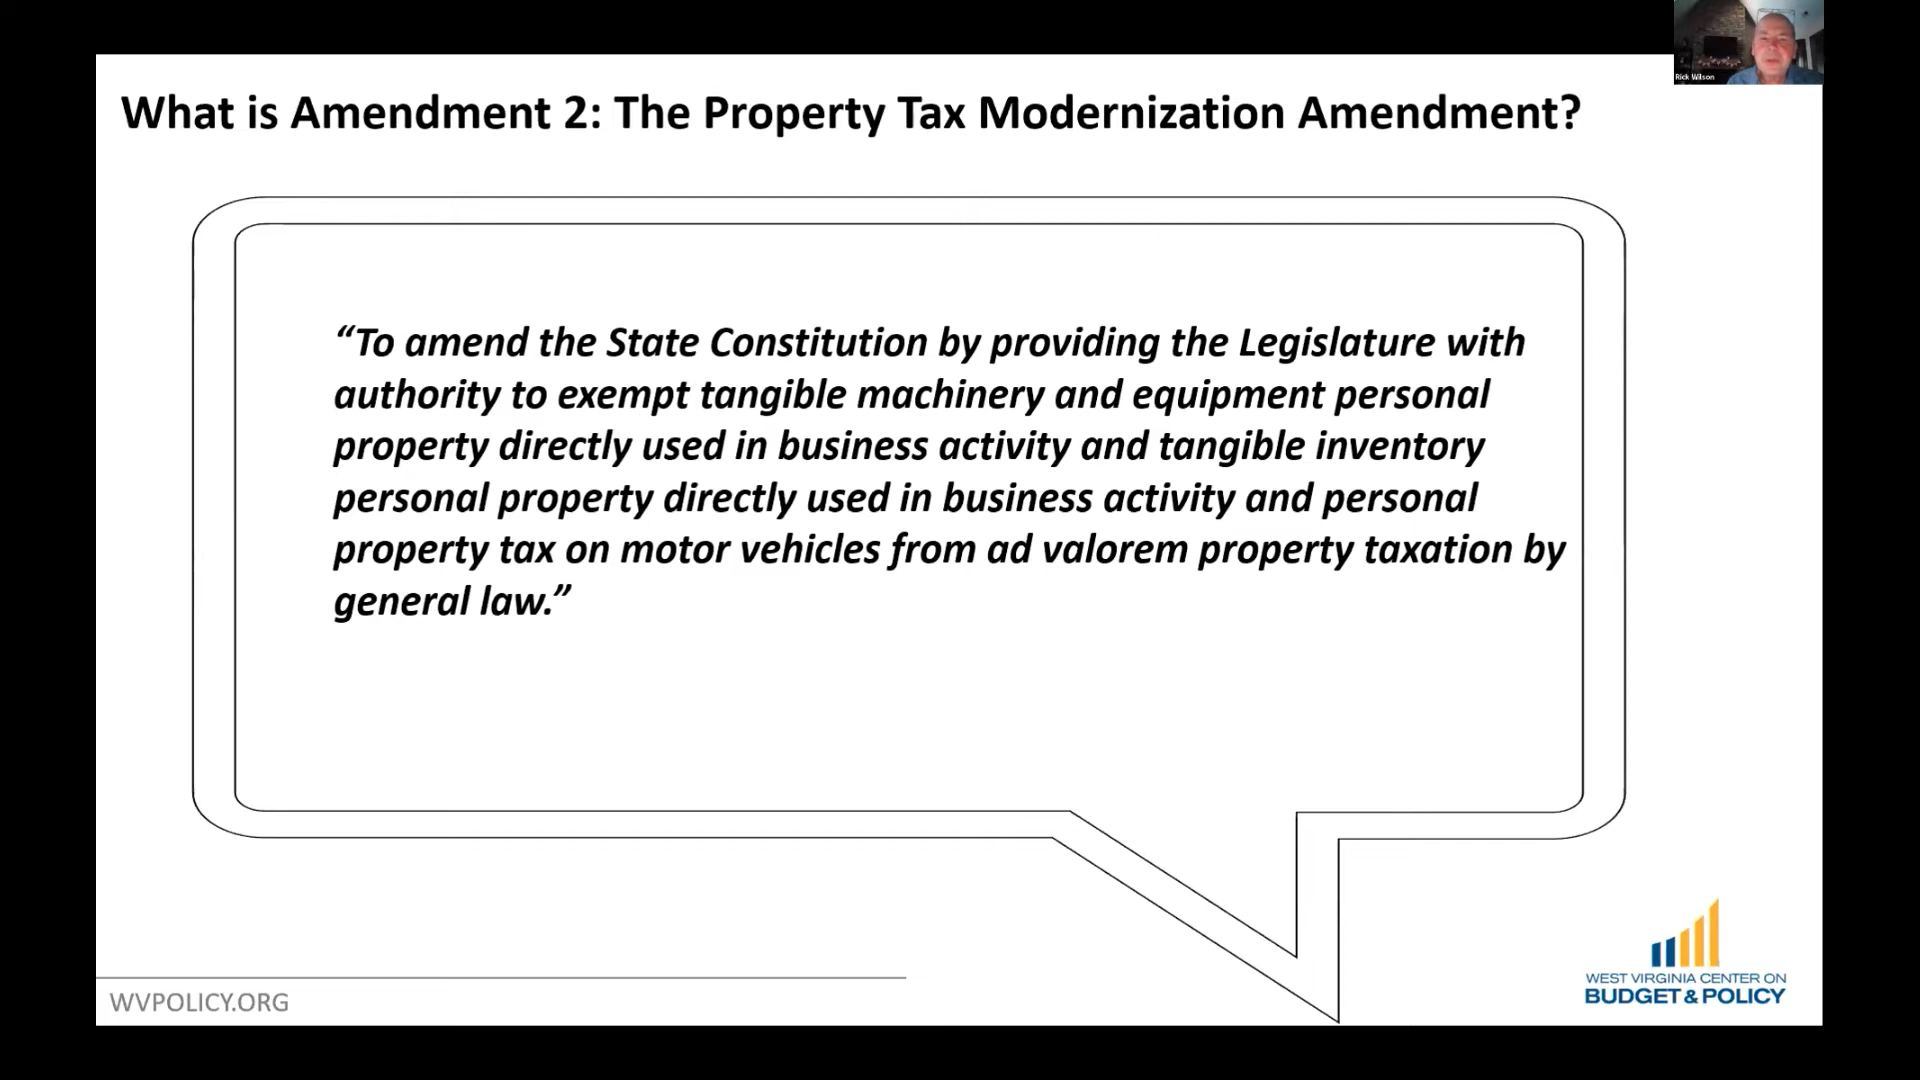 Rick Wilson
What is Amendment 2: The Property Tax Modernization Amendment?
“To amend the State Constitution by providing the Legislature with
authority to exempt tangible machinery and equipment personal
property directly used in business activity and tangible inventory
personal property directly used in business activity and personal
property tax on motor vehicles from ad valorem property taxation by
general law.”
WVPOLICY.ORG
WEST VIRGINIA CENTER ON
BUDGET & POLICY